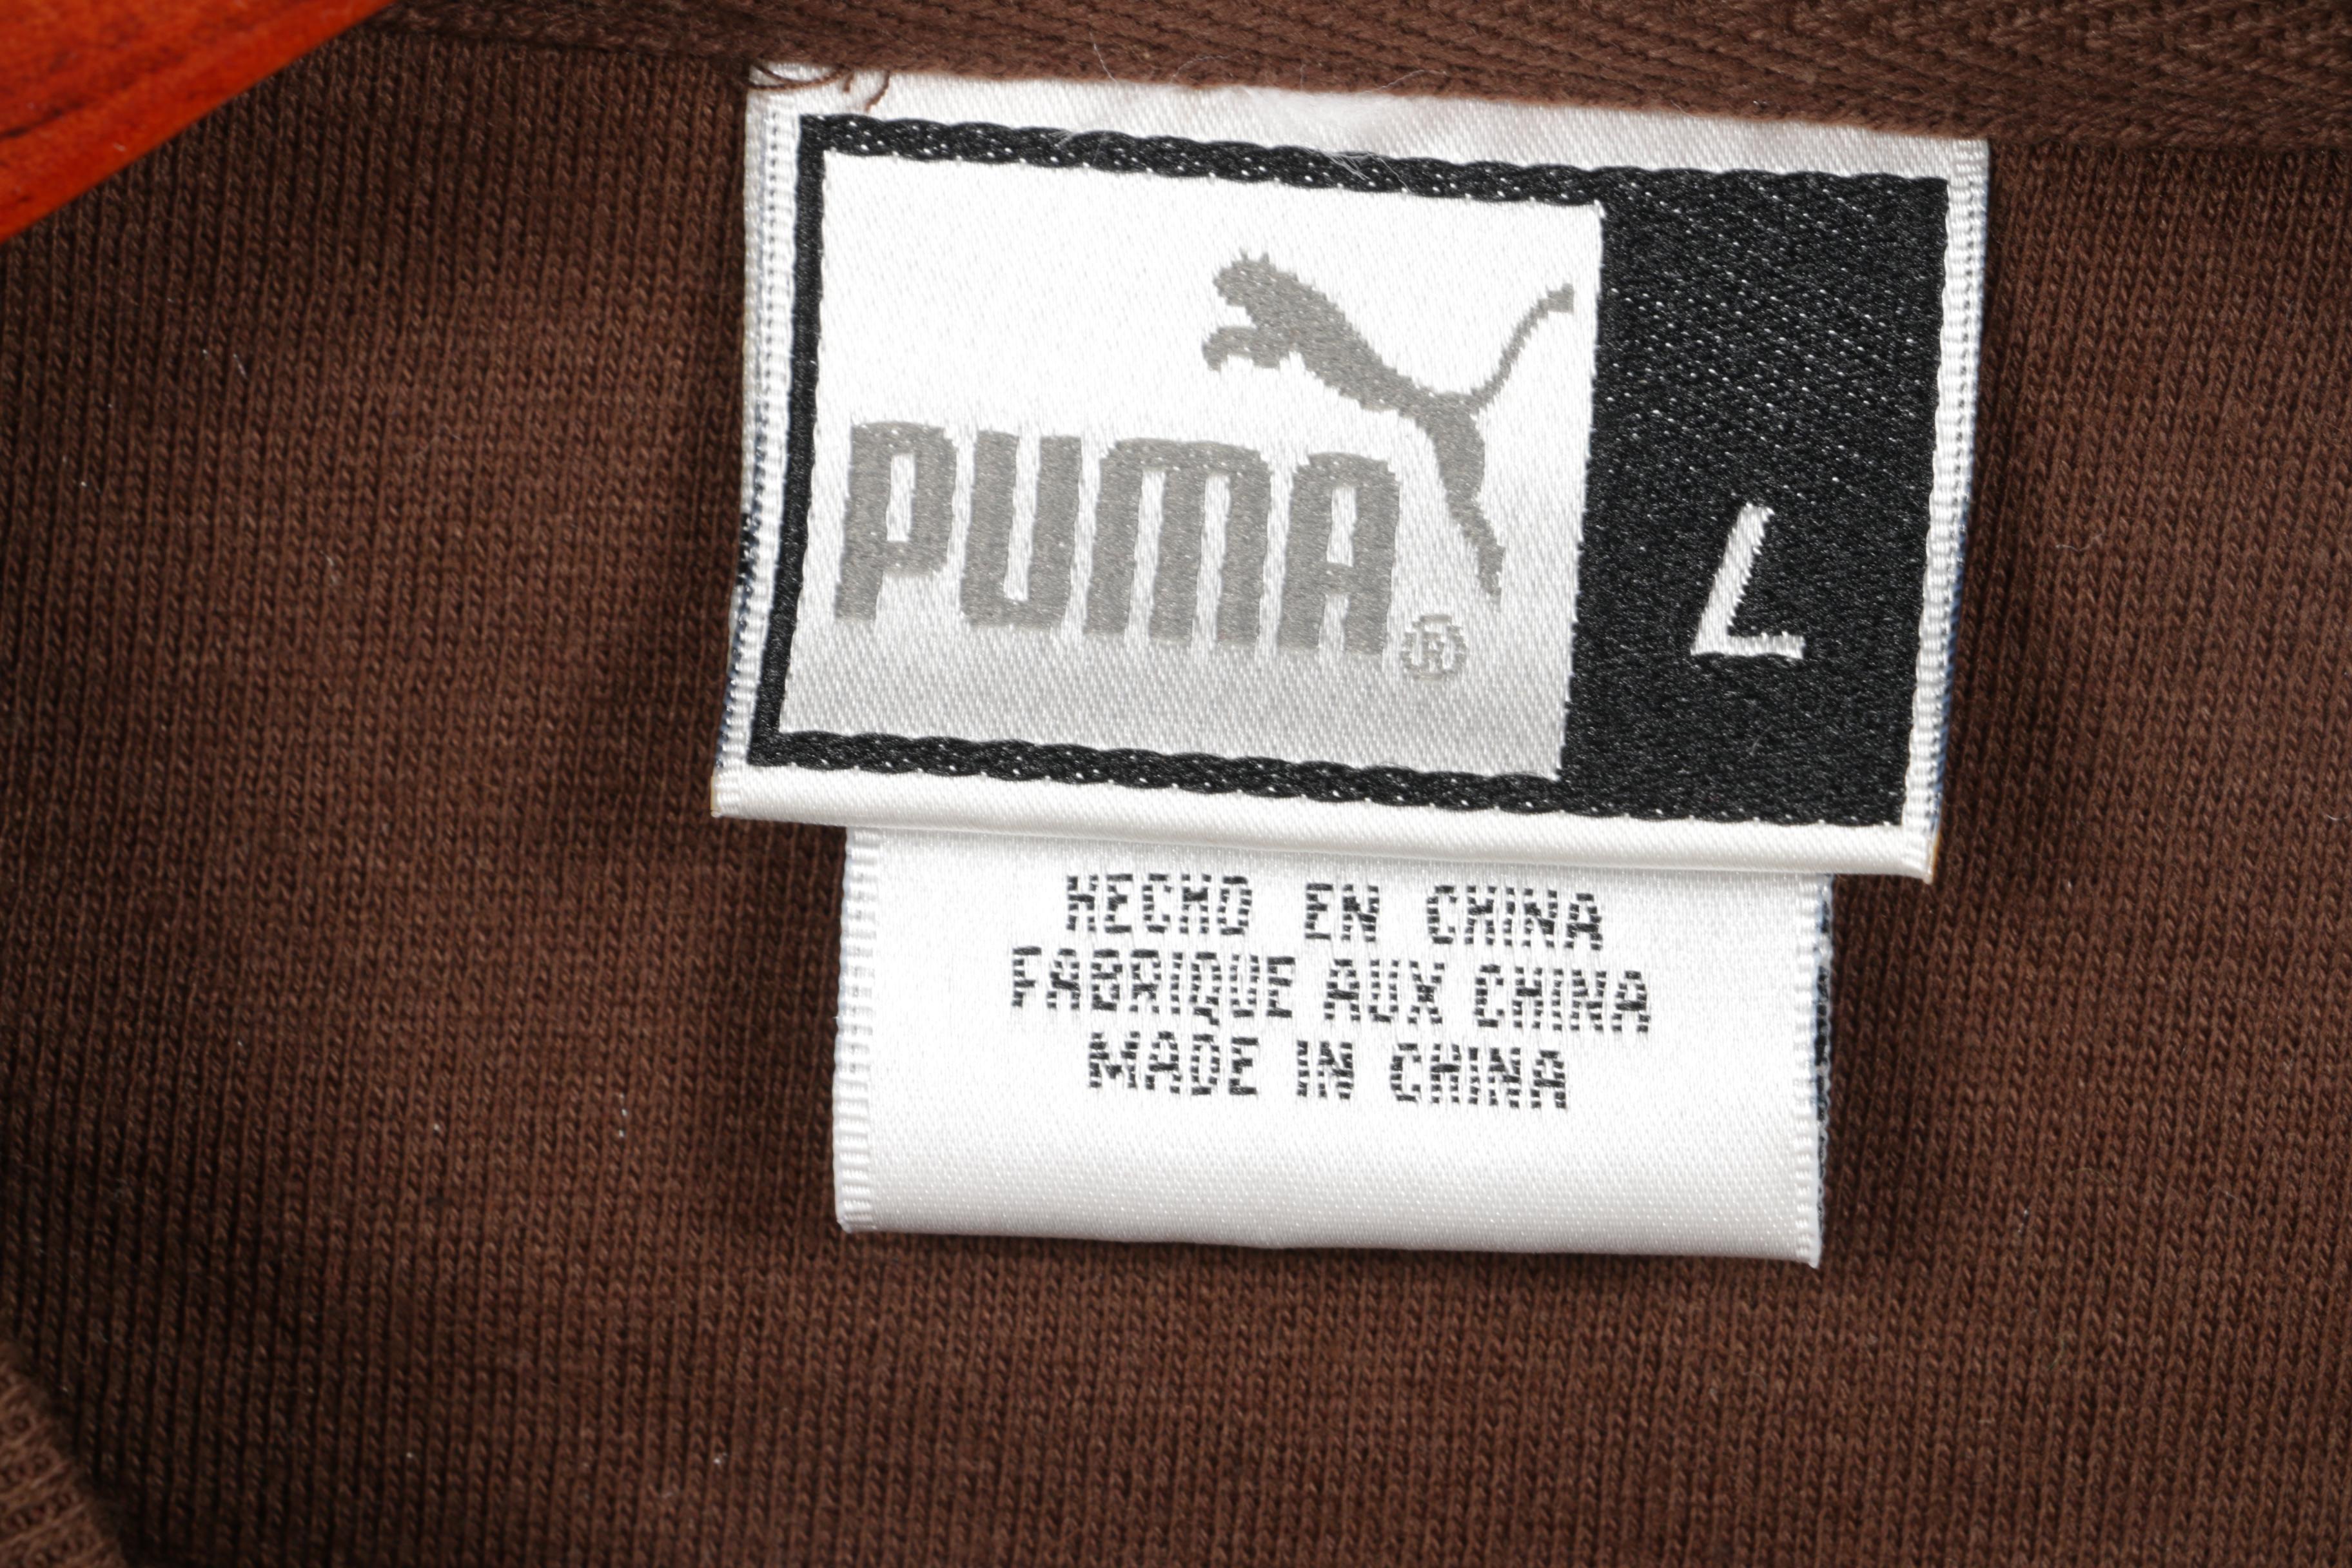 PUMA®
L
HECHO EN CHINA
FABRIQUE AUX CHINA
MADE IN CHINA